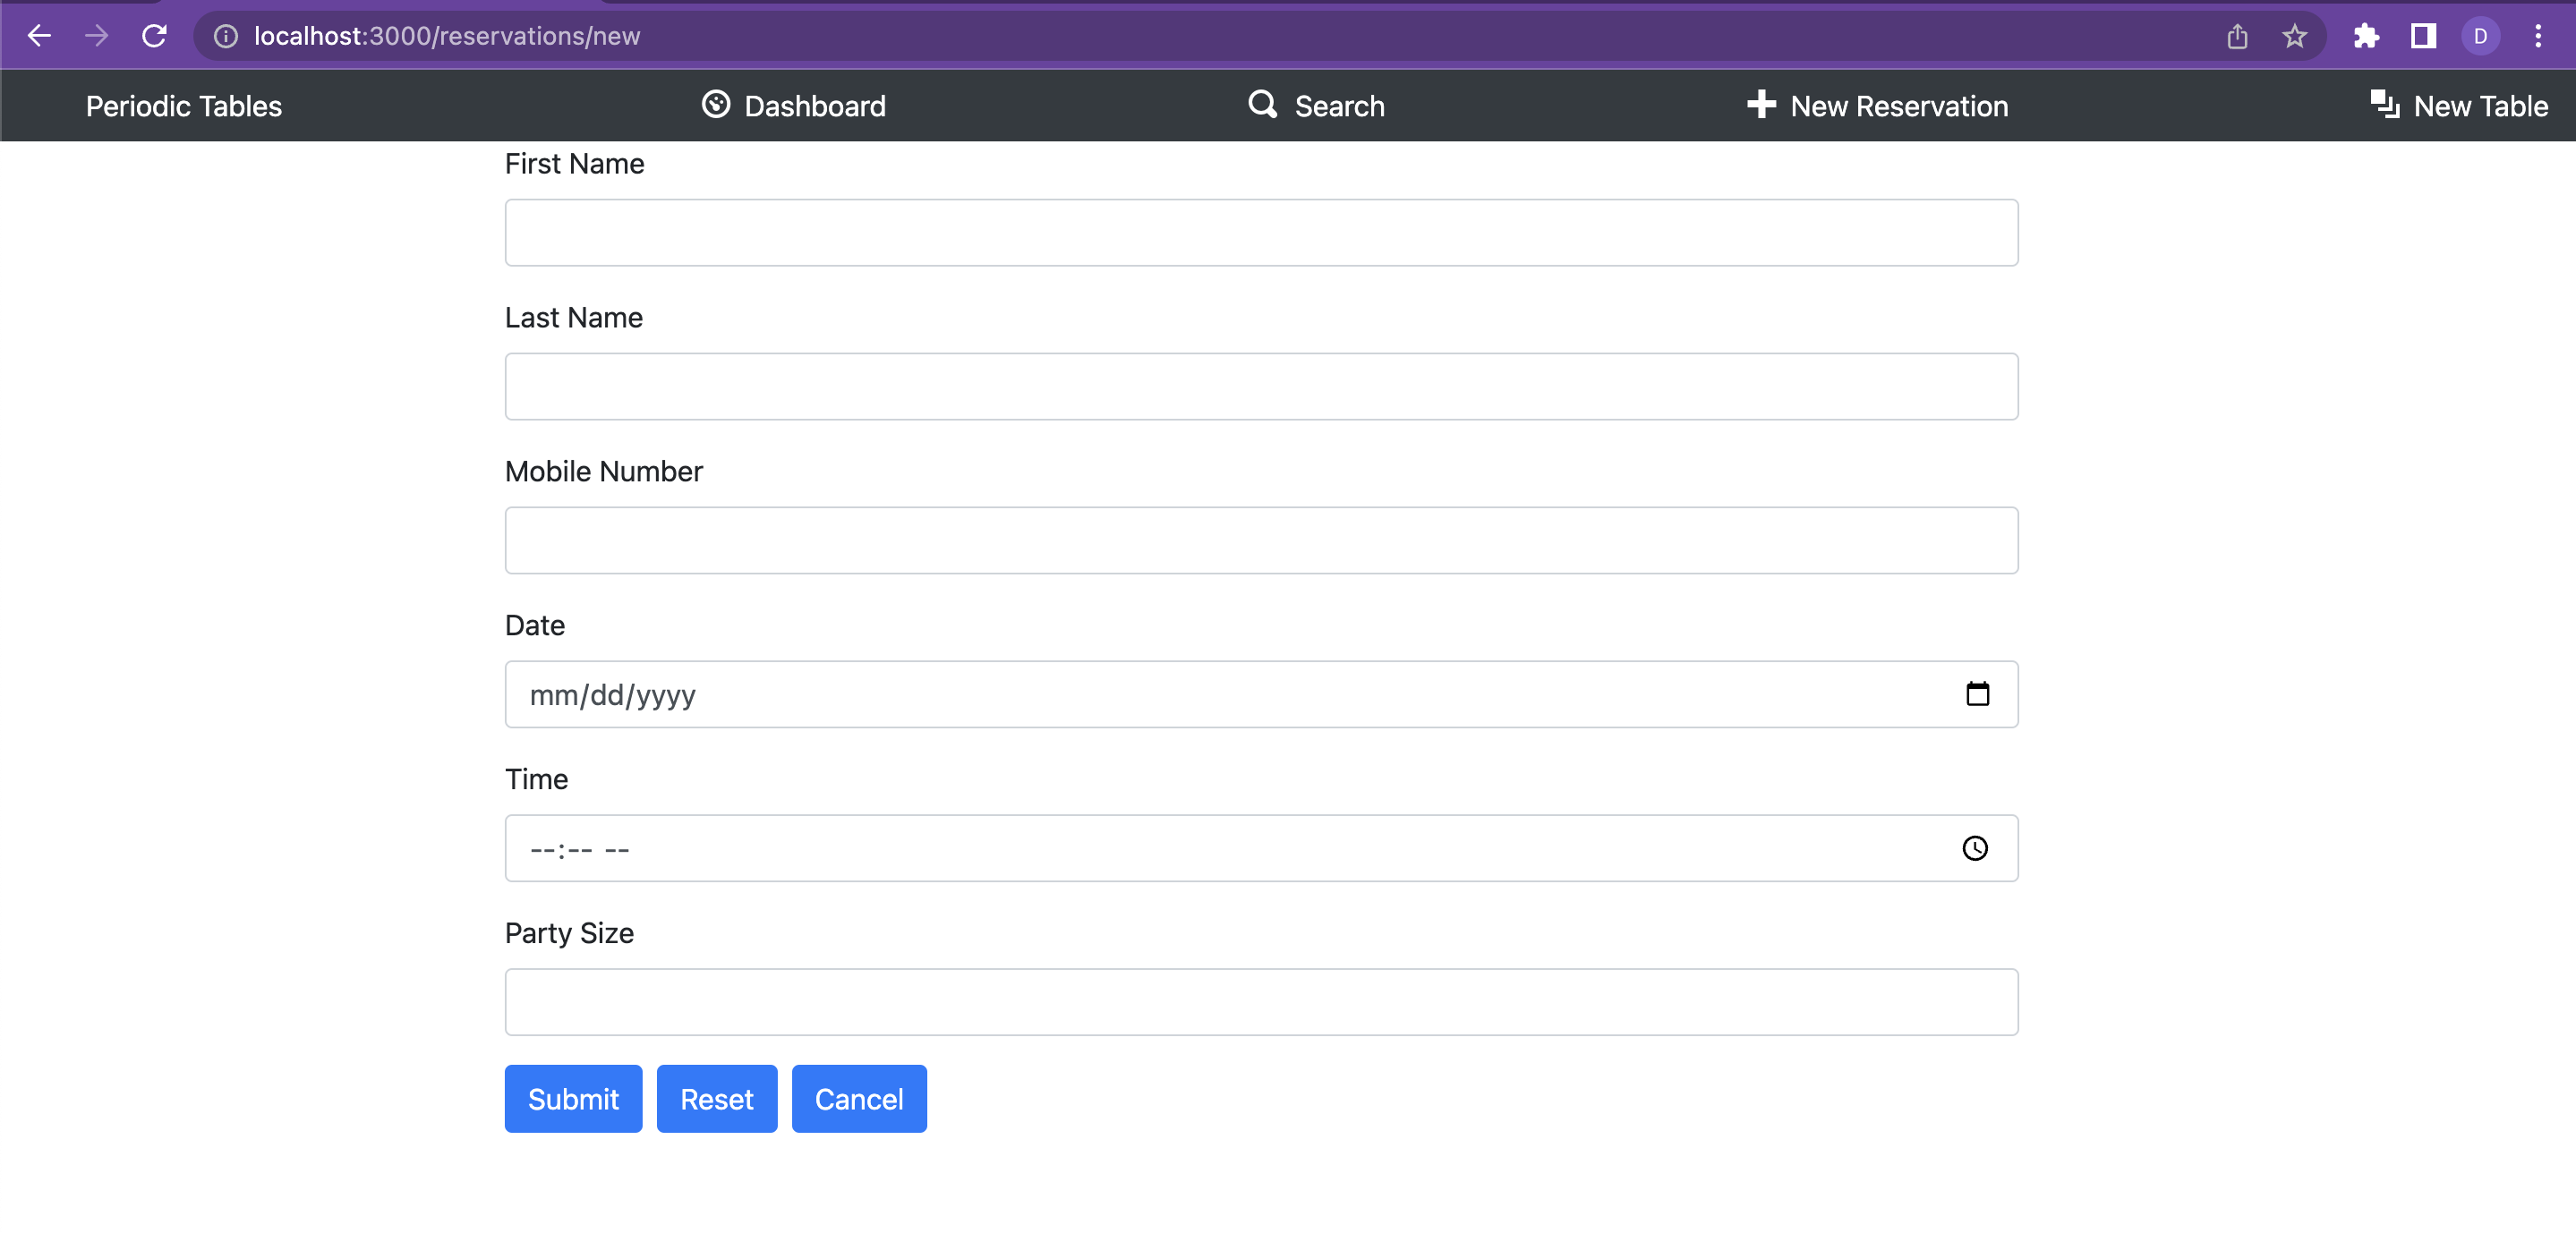 localhost:3000/reservations/new
D
Periodic Tables Dashboard Search New Reservation New Table
First Name
Last Name
Mobile Number
Date
mm/dd/yyyy
Time
--:-- --
Party Size
Submit Reset Cancel